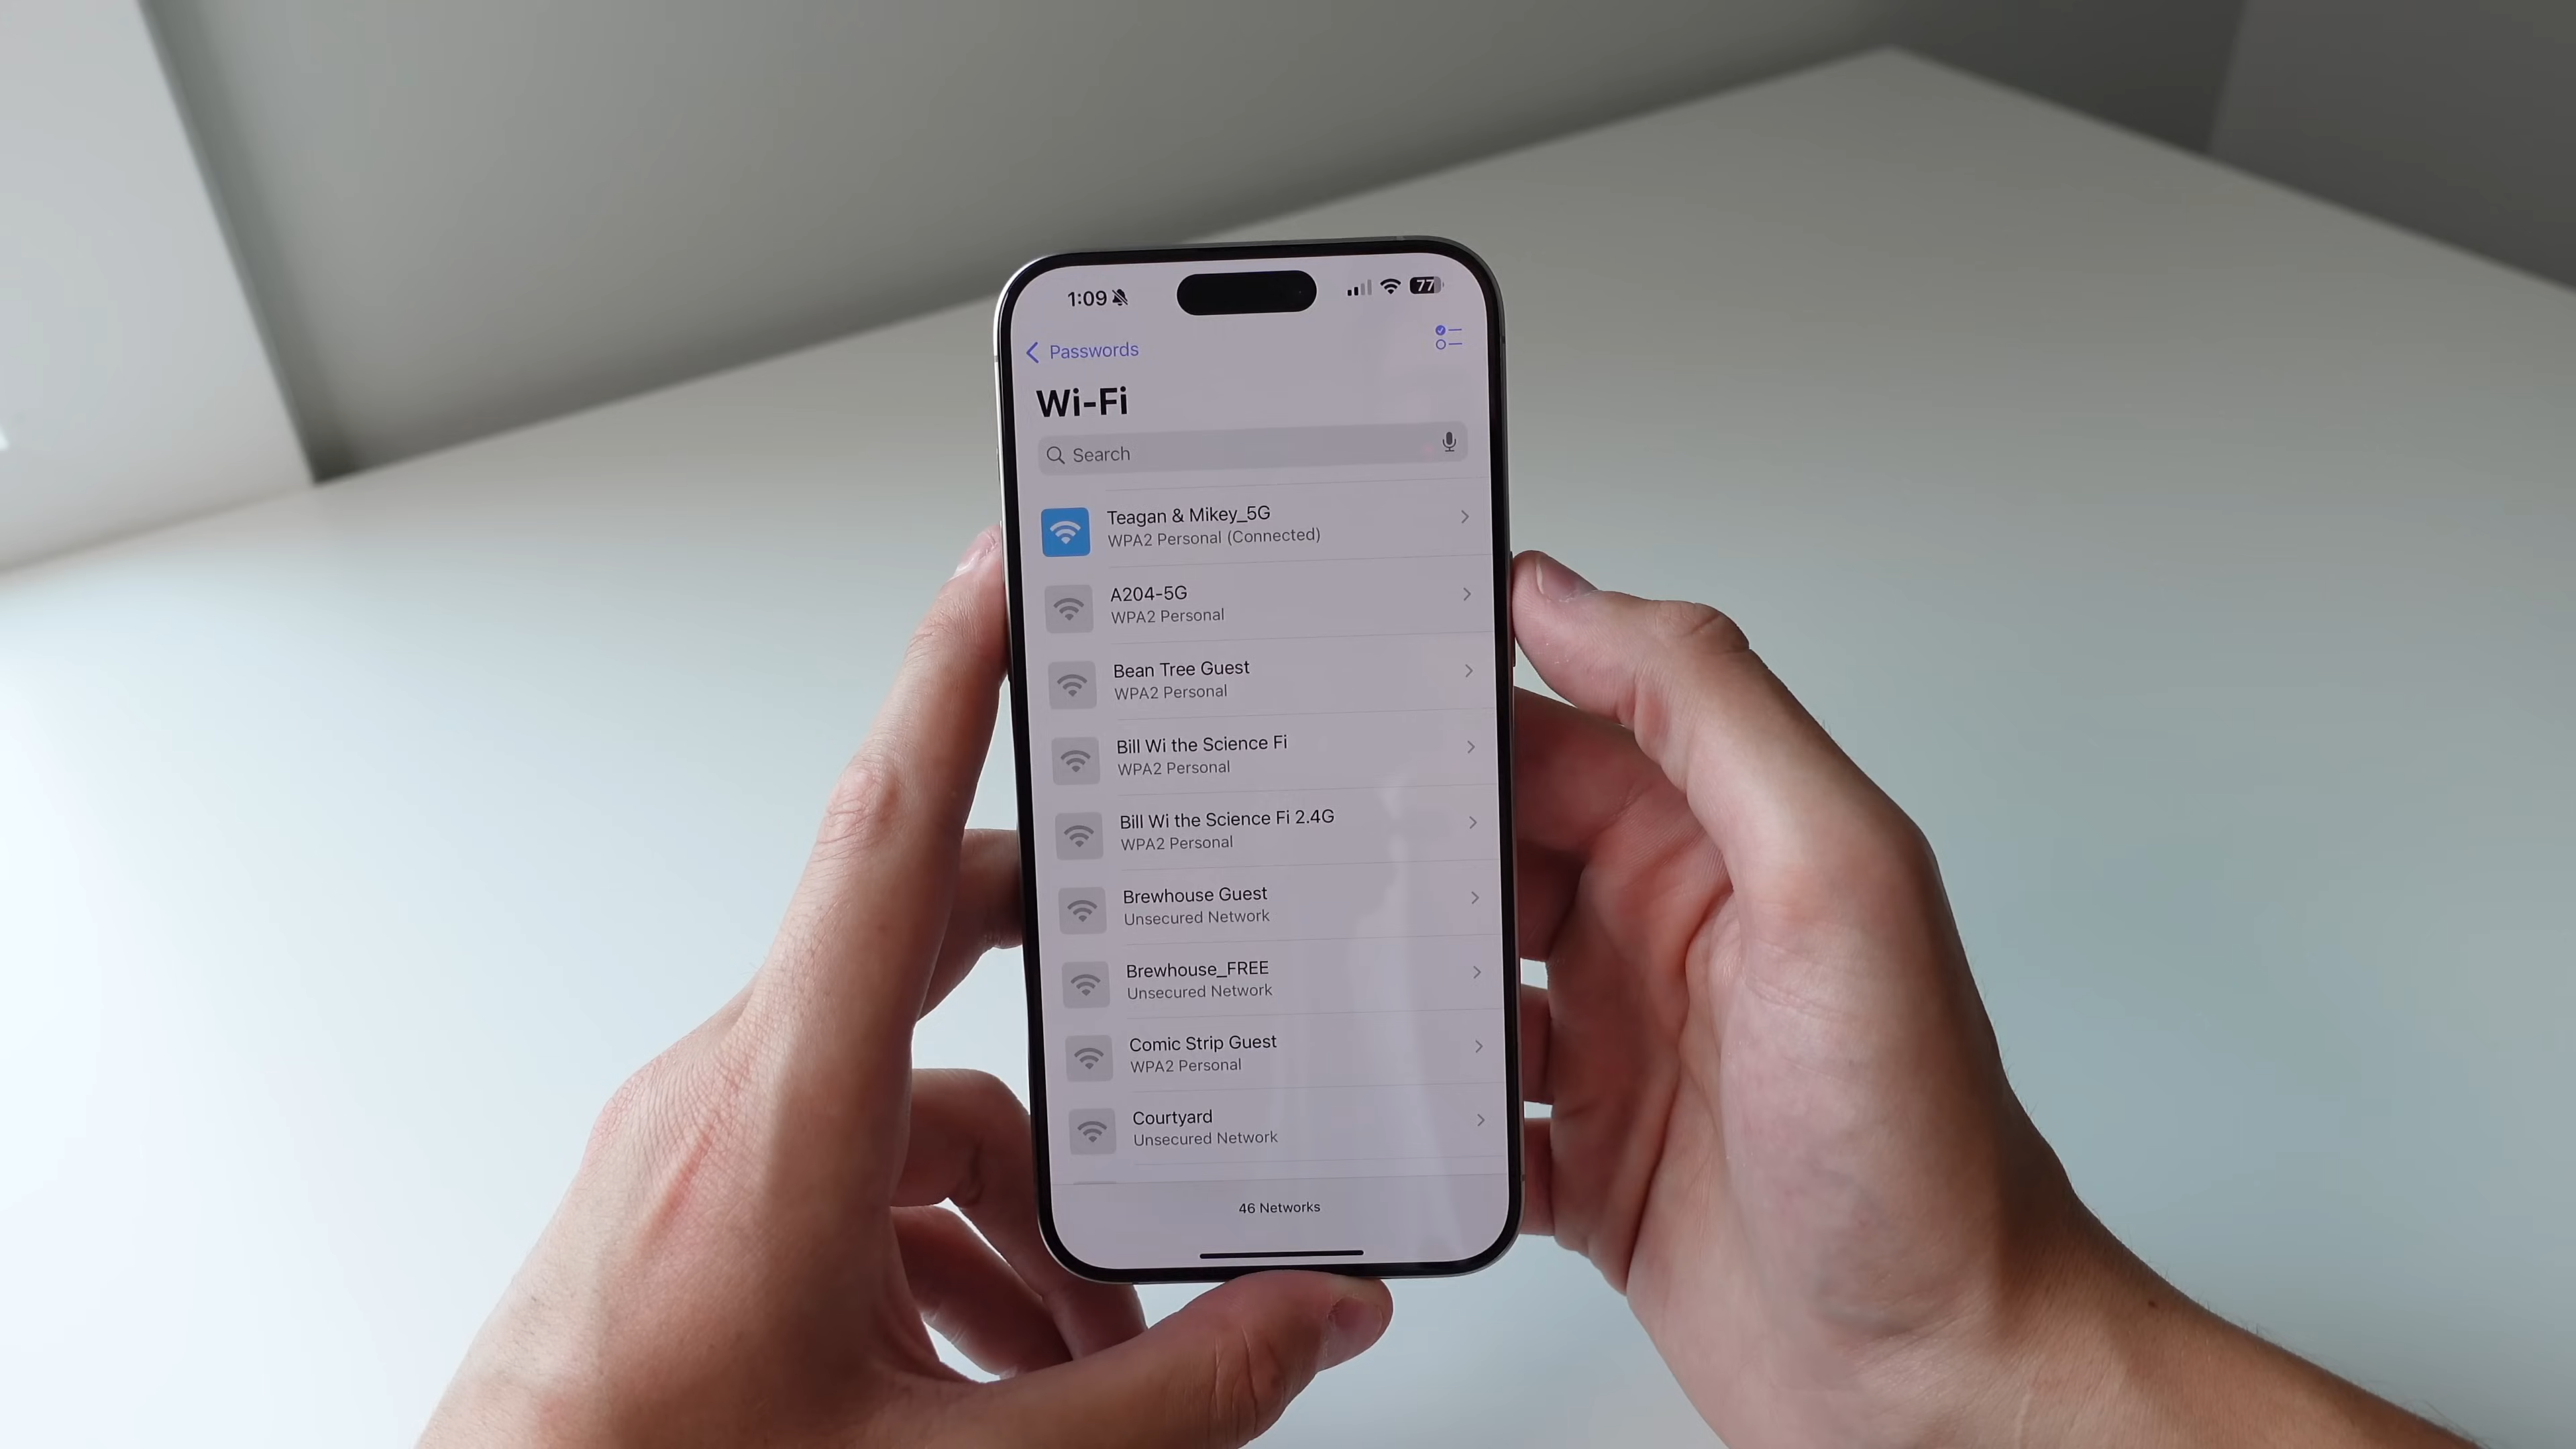 1:09
77
Passwords
Wi-Fi
Search
Teagan & Mikey_5G
WPA2 Personal (Connected)
A204-5G
WPA2 Personal
Bean Tree Guest
WPA2 Personal
Bill Wi the Science Fi
WPA2 Personal
Bill Wi the Science Fi 2.4G
WPA2 Personal
Brewhouse Guest
Unsecured Network
Brewhouse_FREE
Unsecured Network
Comic Strip Guest
WPA2 Personal
Courtyard
Unsecured Network
46 Networks